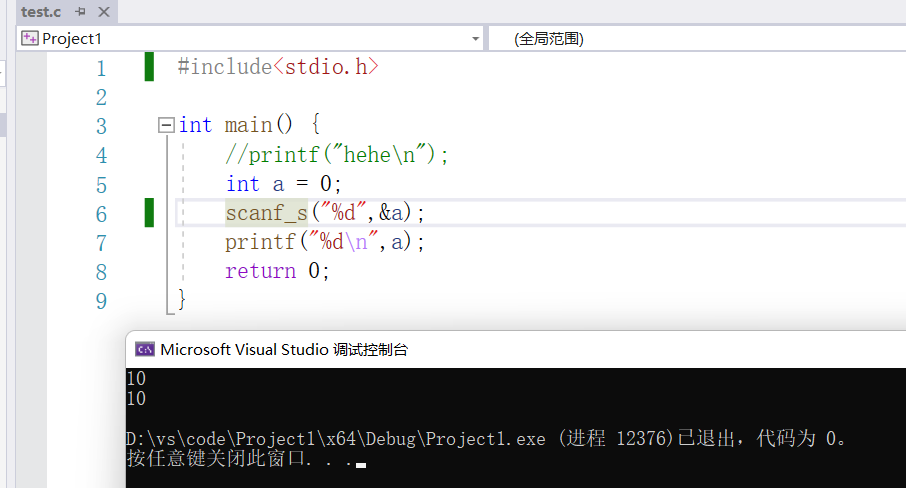 test.c
Project1 (全局范围)
1 #include<stdio.h>
2
3 int main() {
4 //printf("hehe\n");
5 int a = 0;
6 scanf_s("%d",&a);
7 printf("%d\n",a);
8 return 0;
9 }
C:\ Microsoft Visual Studio 调试控制台
10
10
D:\vs\code\Project1\x64\Debug\Project1.exe (进程 12376)已退出，代码为 0。
按任意键关闭此窗口. . .